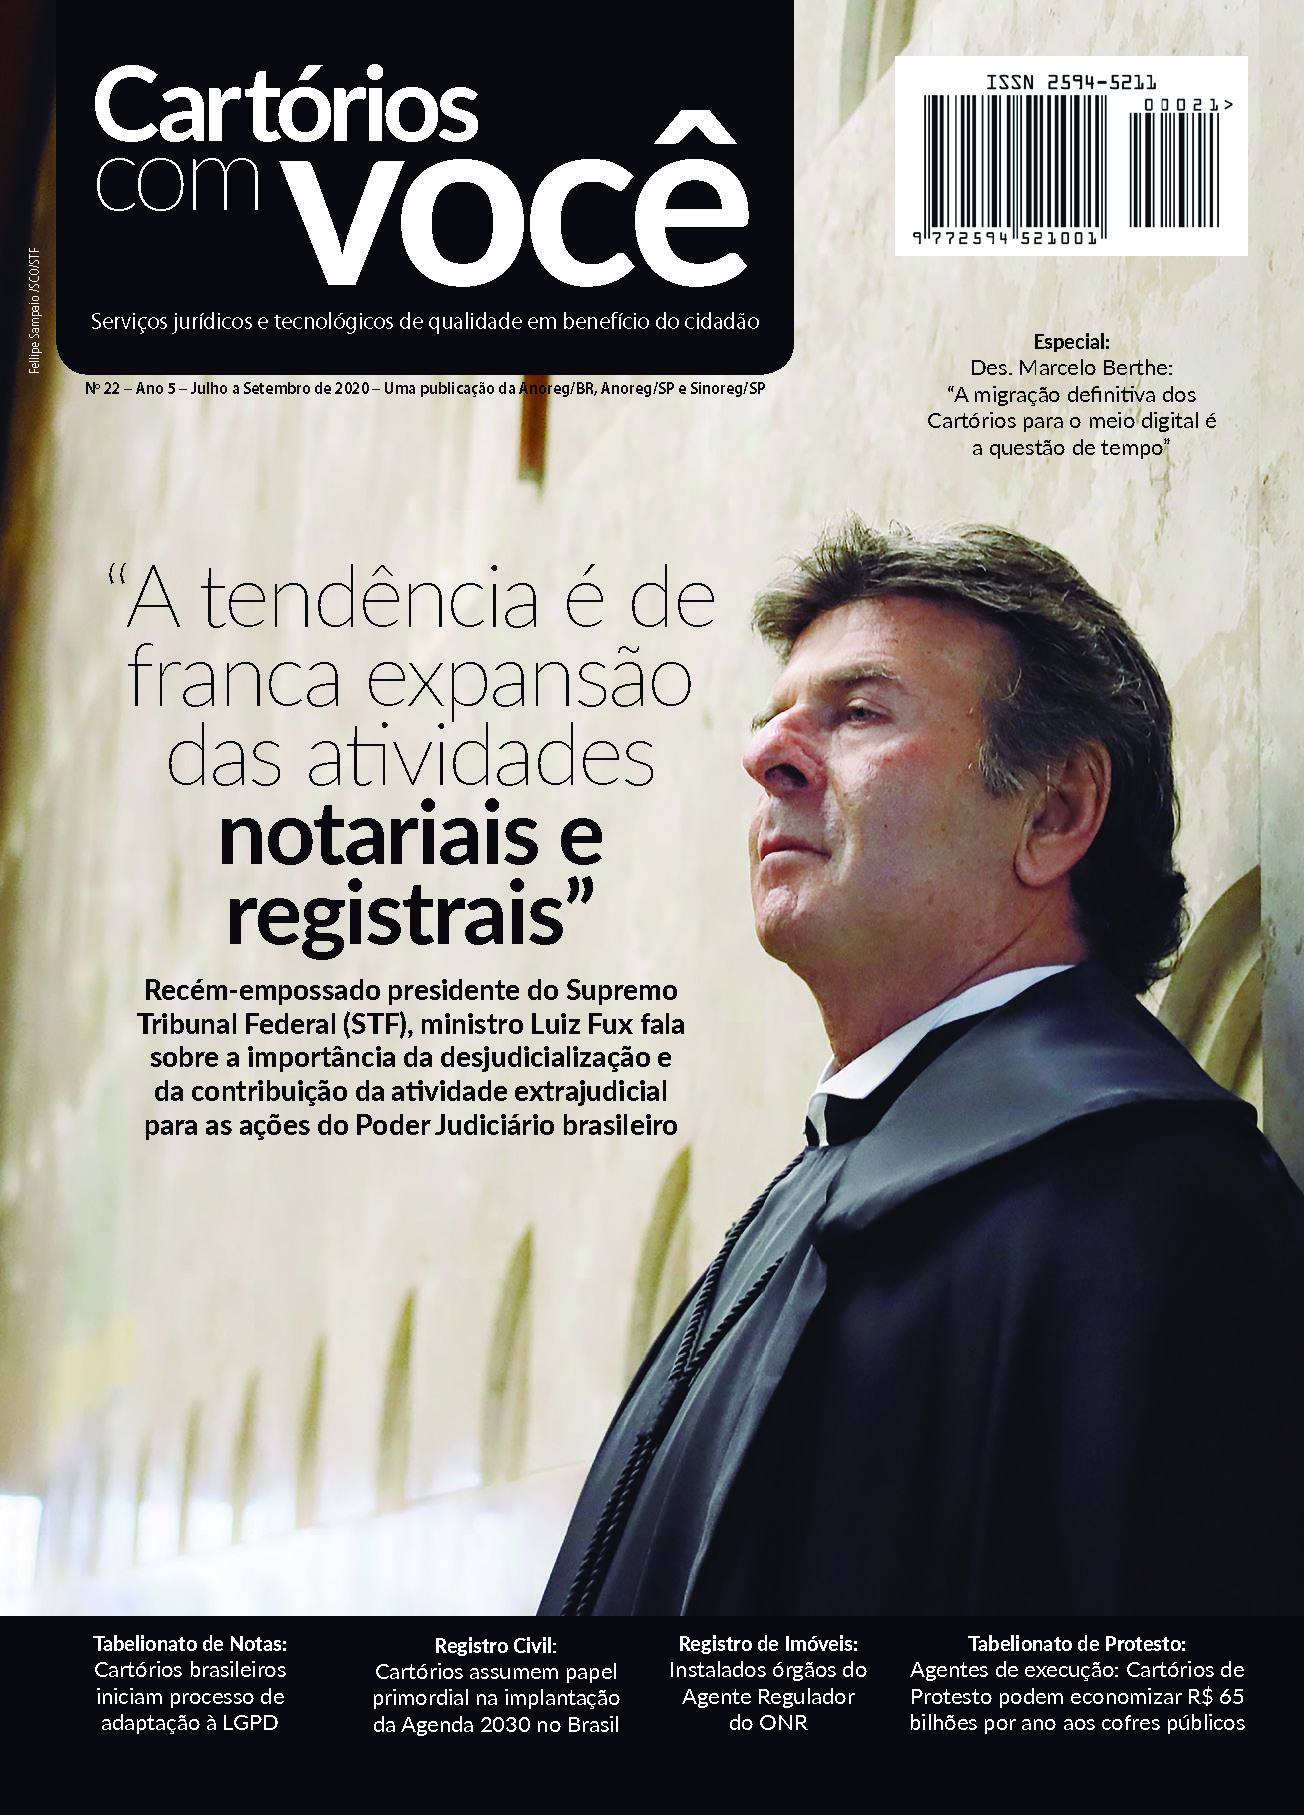 Cartórios
com você
Serviços jurídicos e tecnológicos de qualidade em benefício do cidadão
Nº 22 – Ano 5 – Julho a Setembro de 2020 – Uma publicação da Anoreg/BR, Anoreg/SP e Sinoreg/SP
Fellipe Sampaio /SCO/STF
ISSN 2594-5211
00021>
9 772594 521001
Especial:
Des. Marcelo Berthe:
“A migração definitiva dos
Cartórios para o meio digital é
a questão de tempo”
“A tendência é de
franca expansão
das atividades
notariais e
registrais”
Recém-empossado presidente do Supremo
Tribunal Federal (STF), ministro Luiz Fux fala
sobre a importância da desjudicialização e
da contribuição da atividade extrajudicial
para as ações do Poder Judiciário brasileiro
Tabelionato de Notas:
Cartórios brasileiros
iniciam processo de
adaptação à LGPD
Registro Civil:
Cartórios assumem papel
primordial na implantação
da Agenda 2030 no Brasil
Registro de Imóveis:
Instalados órgãos do
Agente Regulador
do ONR
Tabelionato de Protesto:
Agentes de execução: Cartórios de
Protesto podem economizar R$ 65
bilhões por ano aos cofres públicos